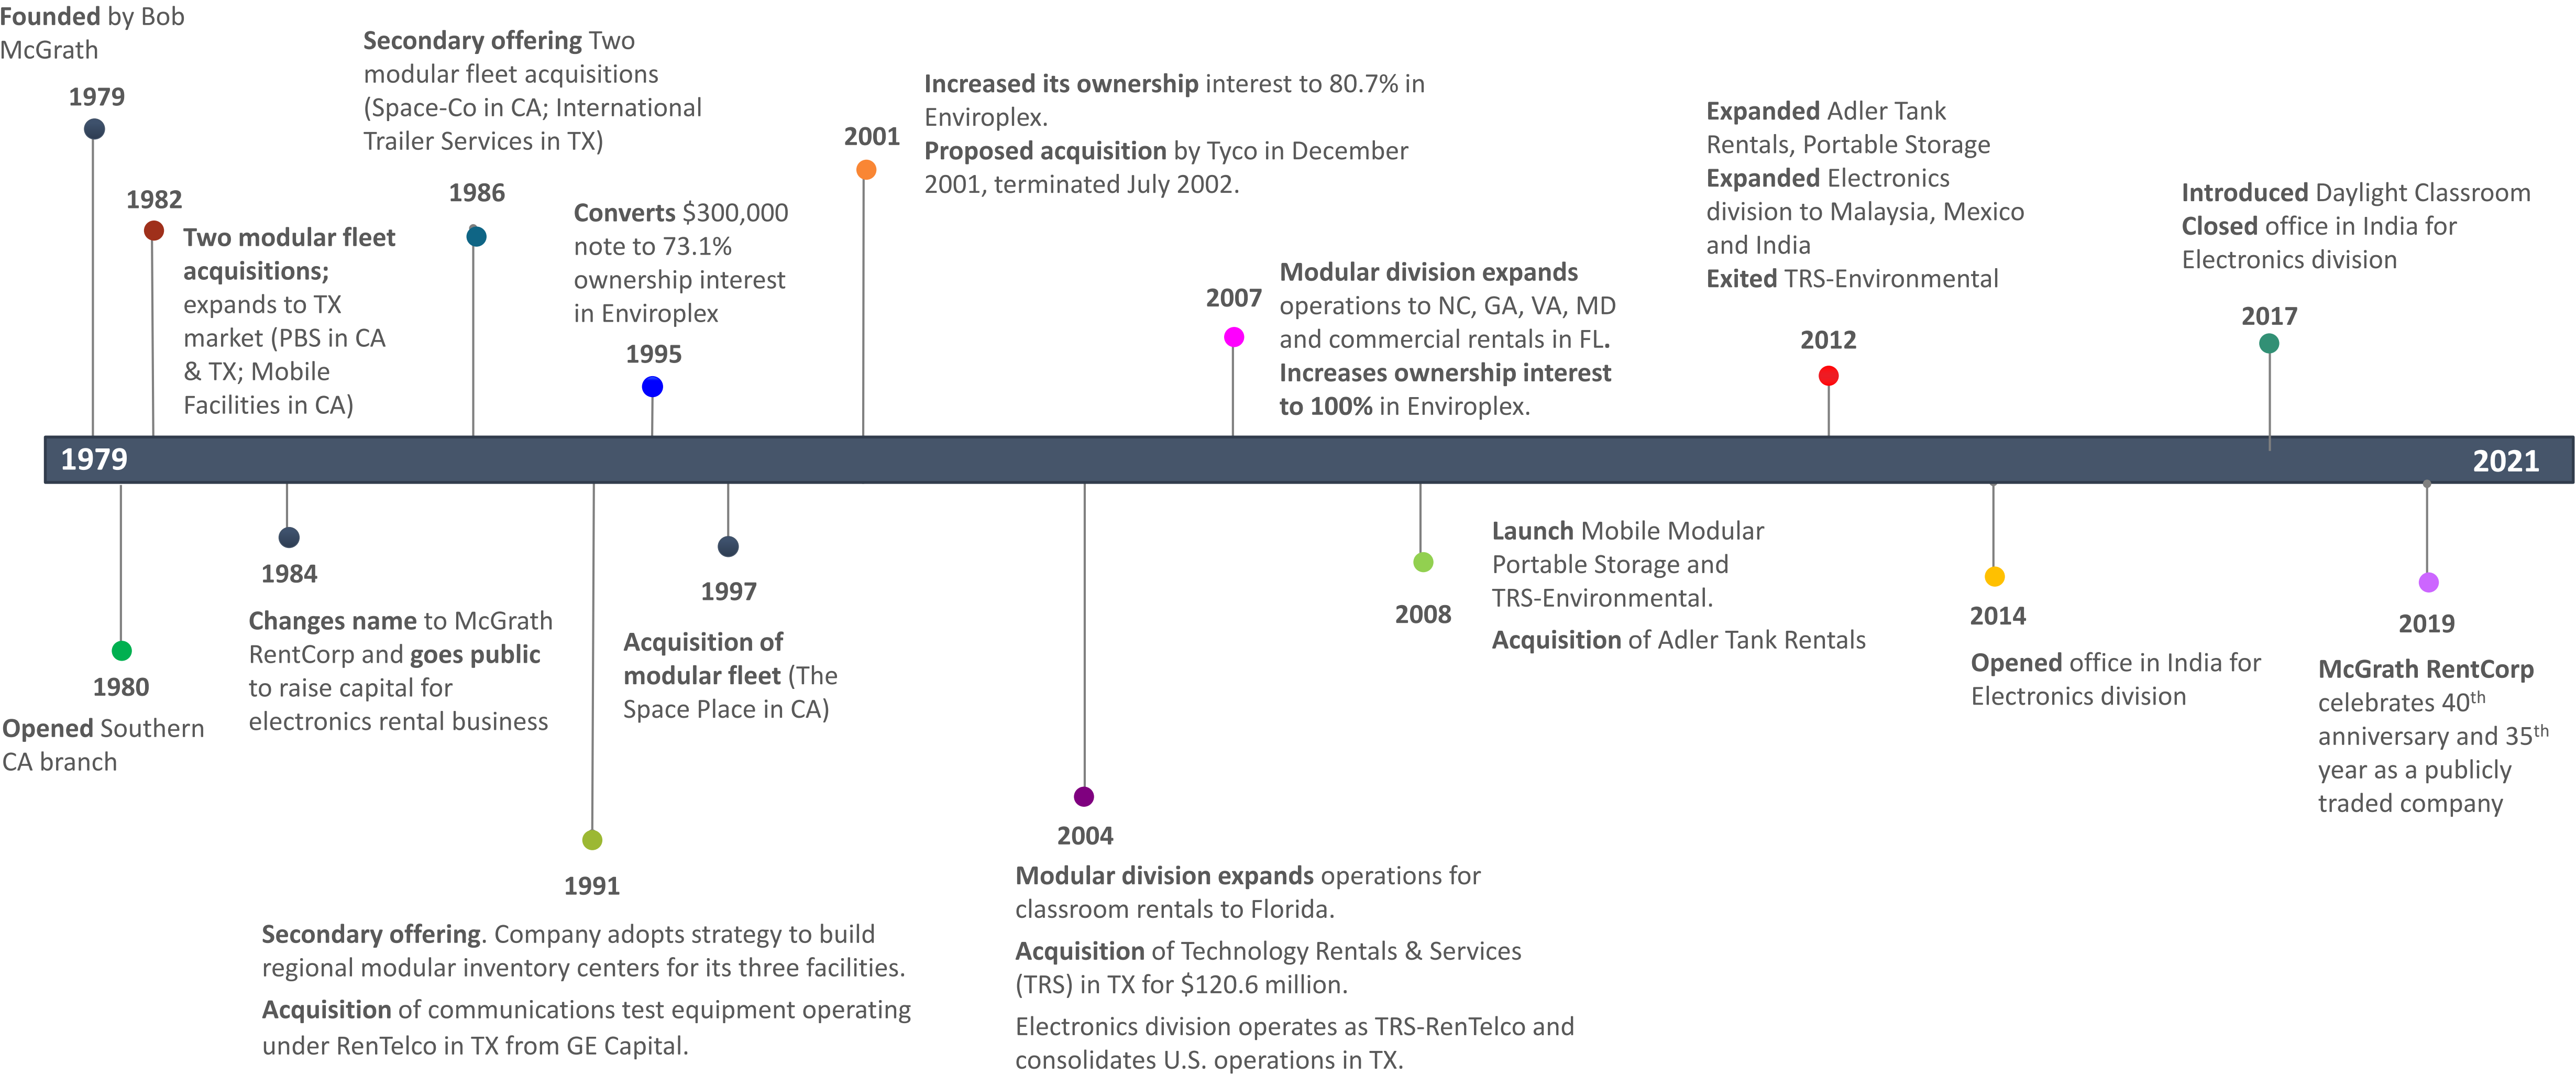 Founded by Bob
McGrath
1979
1982
Two modular fleet
acquisitions;
expands to TX
market (PBS in CA
& TX; Mobile
Facilities in CA)
Secondary offering Two
modular fleet acquisitions
(Space-Co in CA; International
Trailer Services in TX)
1986
Converts $300,000
note to 73.1%
ownership interest
in Enviroplex
1995
2001
Increased its ownership interest to 80.7% in
Enviroplex.
Proposed acquisition by Tyco in December
2001, terminated July 2002.
2007
Modular division expands
operations to NC, GA, VA, MD
and commercial rentals in FL.
Increases ownership interest
to 100% in Enviroplex.
Expanded Adler Tank
Rentals, Portable Storage
Expanded Electronics
division to Malaysia, Mexico
and India
Exited TRS-Environmental
2012
Introduced Daylight Classroom
Closed office in India for
Electronics division
2017
1979
2021
1980
Opened Southern
CA branch
1984
Changes name to McGrath
RentCorp and goes public
to raise capital for
electronics rental business
1991
Secondary offering. Company adopts strategy to build
regional modular inventory centers for its three facilities.
Acquisition of communications test equipment operating
under RenTelco in TX from GE Capital.
1997
Acquisition of
modular fleet (The
Space Place in CA)
2004
Modular division expands operations for
classroom rentals to Florida.
Acquisition of Technology Rentals & Services
(TRS) in TX for $120.6 million.
Electronics division operates as TRS-RenTelco and
consolidates U.S. operations in TX.
2008
Launch Mobile Modular
Portable Storage and
TRS-Environmental.
Acquisition of Adler Tank Rentals
2014
Opened office in India for
Electronics division
2019
McGrath RentCorp
celebrates 40th
anniversary and 35th
year as a publicly
traded company